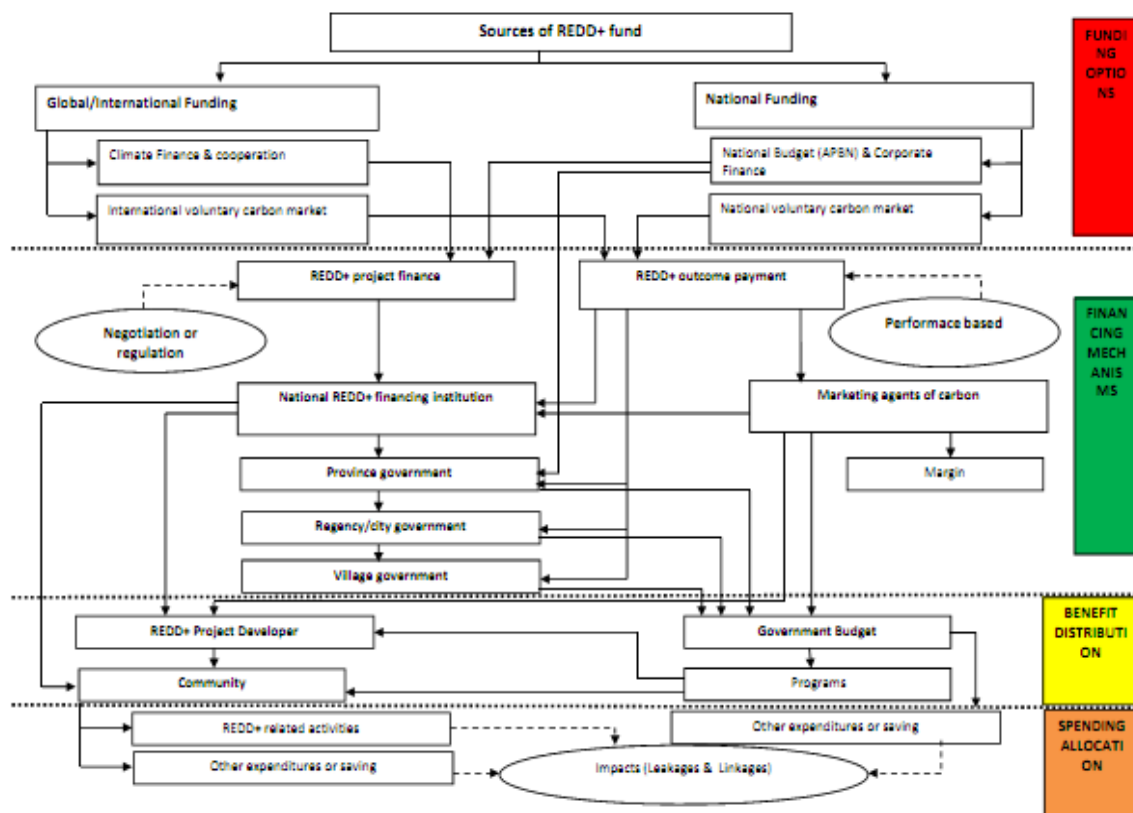 Sources of REDD+ fund
FUNDI
NG
OPTIO
NS
Global/International Funding
National Funding
Climate Finance & cooperation
National Budget (APBN) & Corporate
Finance
International voluntary carbon market
National voluntary carbon market
REDD+ project finance
REDD+ outcome payment
Negotiation or
regulation
Performace based
FINAN
CING
MECH
ANIS
MS
National REDD+ financing institution
Marketing agents of carbon
Province government
Margin
Regency/city government
Village government
BENEFIT
DISTRIBUTI
ON
REDD+ Project Developer
Government Budget
Community
Programs
SPENDING
ALLOCATI
ON
REDD+ related activities
Other expenditures or saving
Other expenditures or saving
Impacts (Leakages & Linkages)